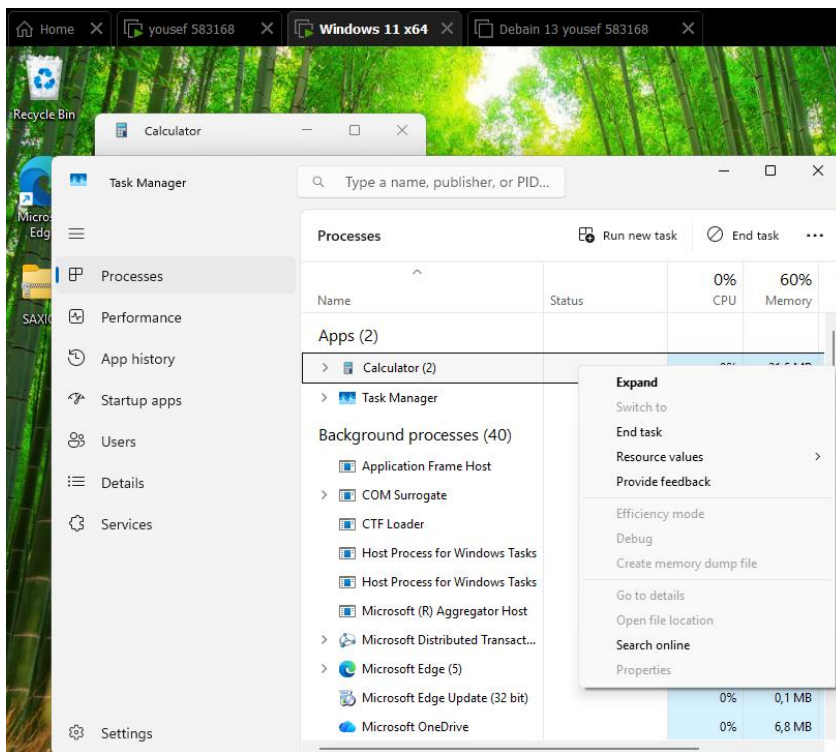 Home
yousef 583168
Windows 11 x64
Debain 13 yousef 583168
Recycle Bin
Calculator
Task Manager
Type a name, publisher, or PID...
Edg
Processes
Run new task
End task
...
Processes
Performance
App history
Startup apps
Users
Details
Services
Settings
Name
Status
0%
CPU
60%
Memory
Apps (2)
Calculator (2)
Task Manager
Background processes (40)
Application Frame Host
COM Surrogate
CTF Loader
Host Process for Windows Tasks
Host Process for Windows Tasks
Microsoft (R) Aggregator Host
Microsoft Distributed Transact...
Microsoft Edge (5)
Microsoft Edge Update (32 bit) 0% 0,1 MB
Microsoft OneDrive 0% 6,8 MB
Expand
Switch to
End task
Resource values
Provide feedback
Efficiency mode
Debug
Create memory dump file
Go to details
Open file location
Search online
Properties